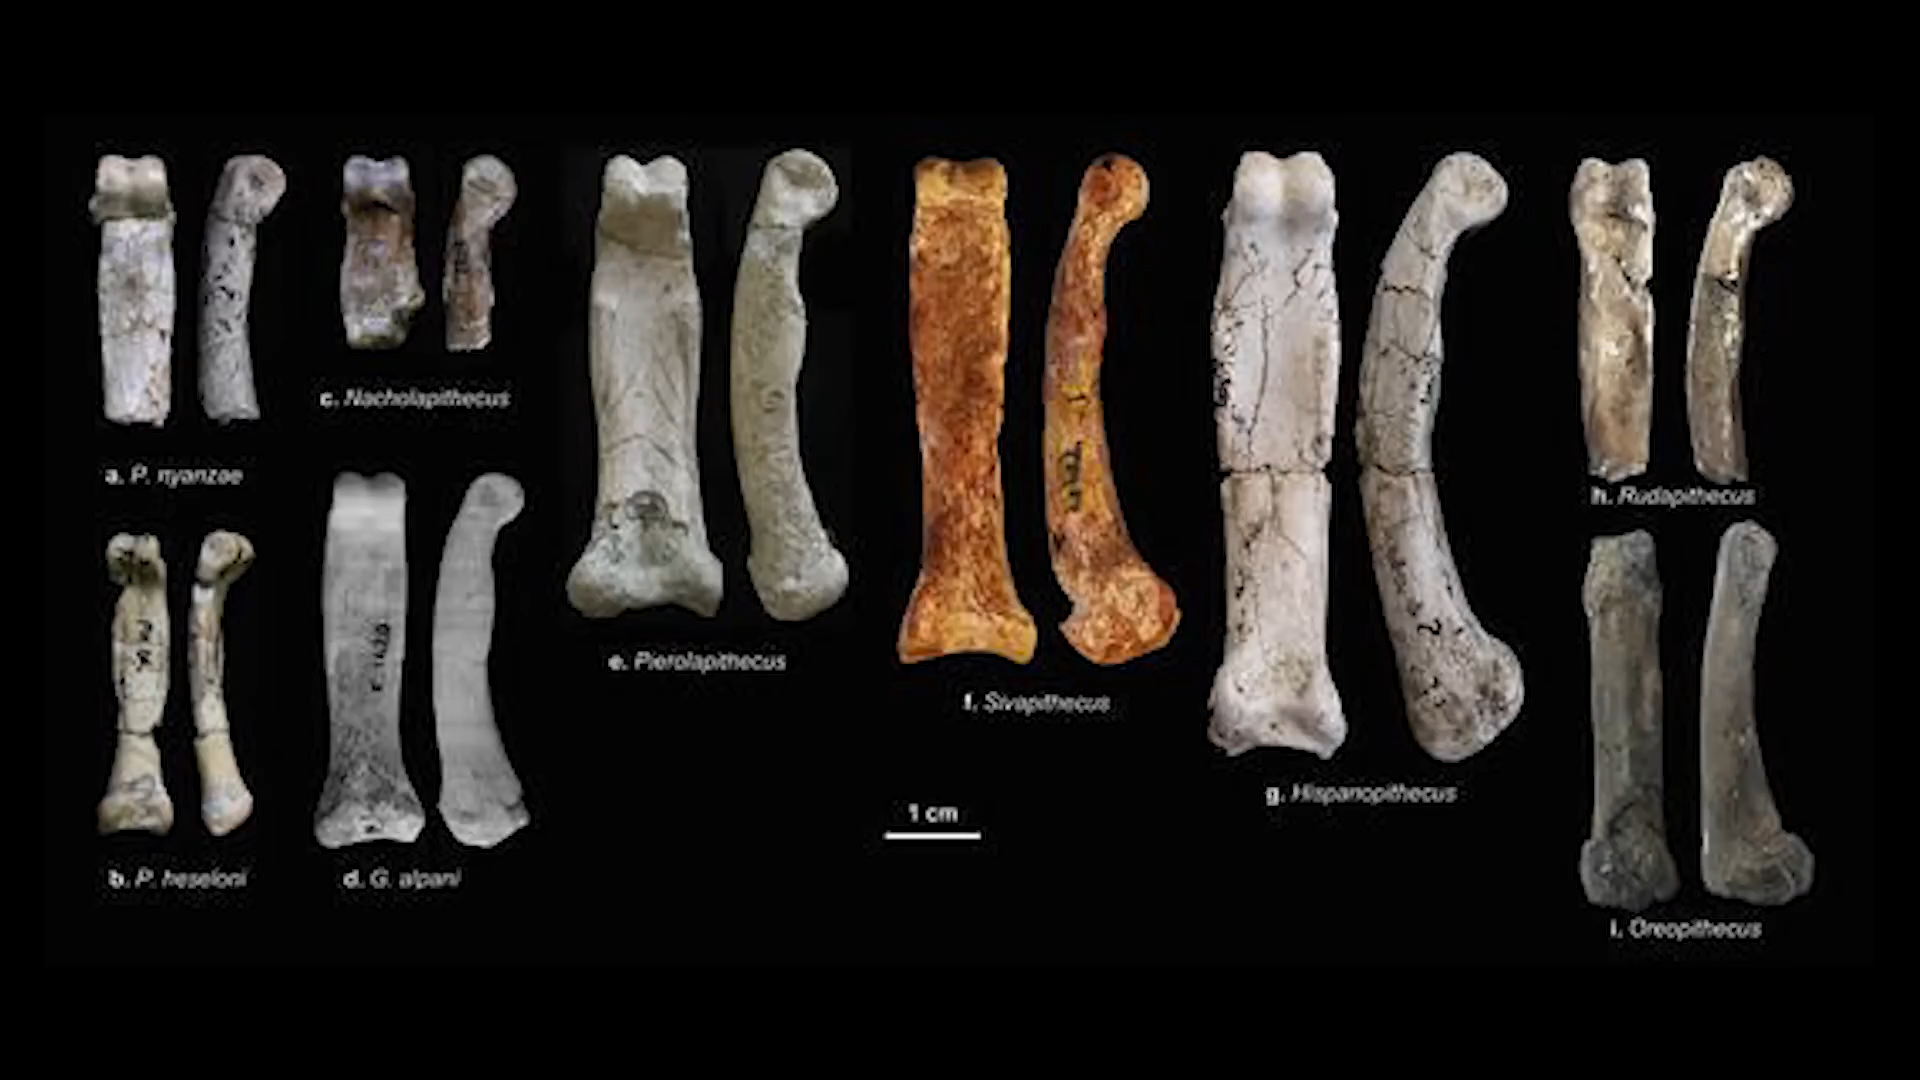 c. Nacholapithecus
a. P. nyanzae
h. Rudapithecus
e. Pierolapithecus
f. Sivapithecus
g. Hispanopithecus
1 cm
b. P. heseloni
d. G. alpani
i. Oreopithecus